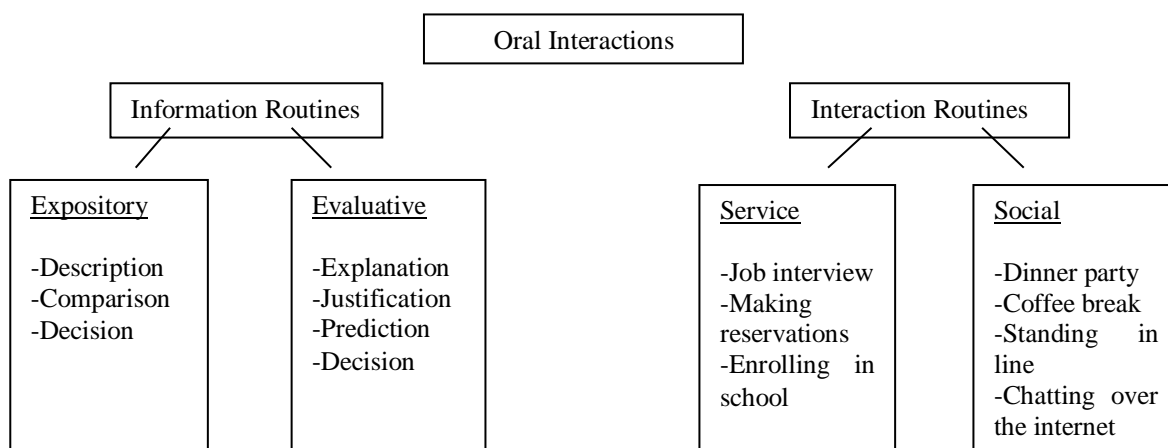 Oral Interactions
Information Routines
Interaction Routines
Expository
-Description
-Comparison
-Decision
Evaluative
-Explanation
-Justification
-Prediction
-Decision
Service
-Job interview
-Making
reservations
-Enrolling in
school
Social
-Dinner party
-Coffee break
-Standing in
line
-Chatting over
the internet